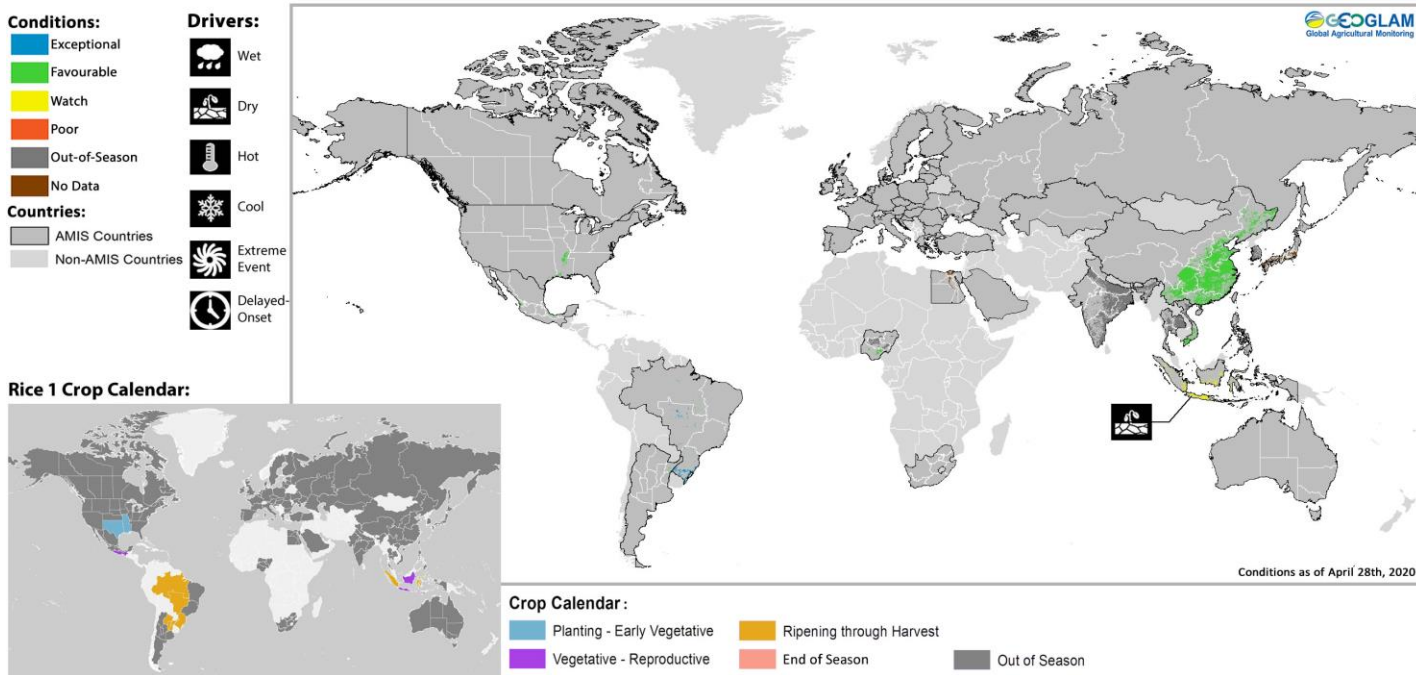 Conditions:
Exceptional
Favourable
Watch
Poor
Out-of-Season
No Data
Countries:
AMIS Countries
Non-AMIS Countries
Drivers:
Wet
Dry
Hot
Cool
Extreme
Event
Delayed-
Onset
GEOGLAM
Global Agricultural Monitoring
Conditions as of April 28th, 2020
Rice 1 Crop Calendar:
Crop Calendar :
Planting - Early Vegetative
Ripening through Harvest
Vegetative - Reproductive
End of Season
Out of Season